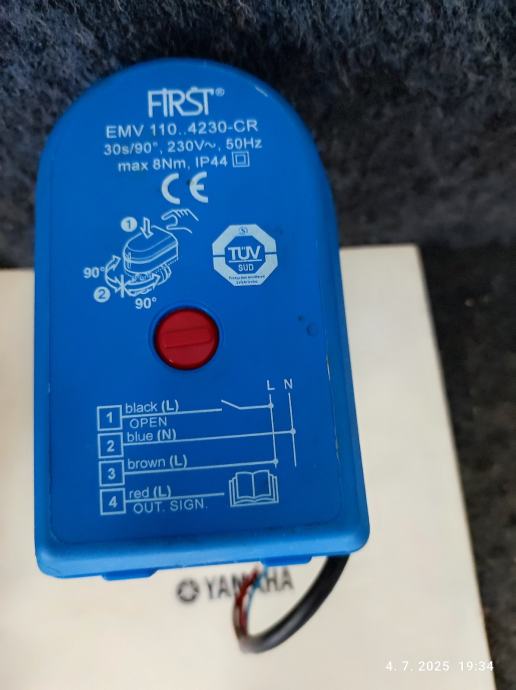 FIRST®
EMV 110..4230-CR
30s/90°, 230V~, 50Hz
max 8Nm, IP44
CE
1
S
TÜV
SÜD
90°
2
90°
L N
1 black (L)
OPEN
2 blue (N)
3 brown (L)
4 red (L)
OUT. SIGN.
YAMAHA
4. 7. 2025 19:34